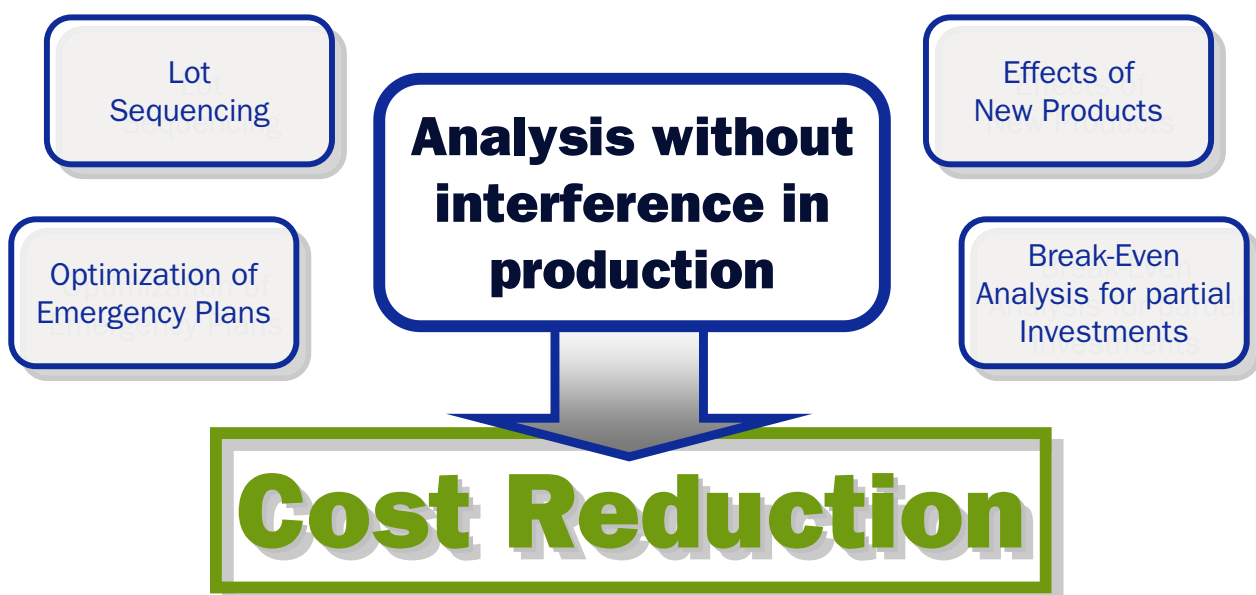 Lot
Sequencing
Optimization of
Emergency Plans
Analysis without
interference in
production
Effects of
New Products
Break-Even
Analysis for partial
Investments
Cost Reduction